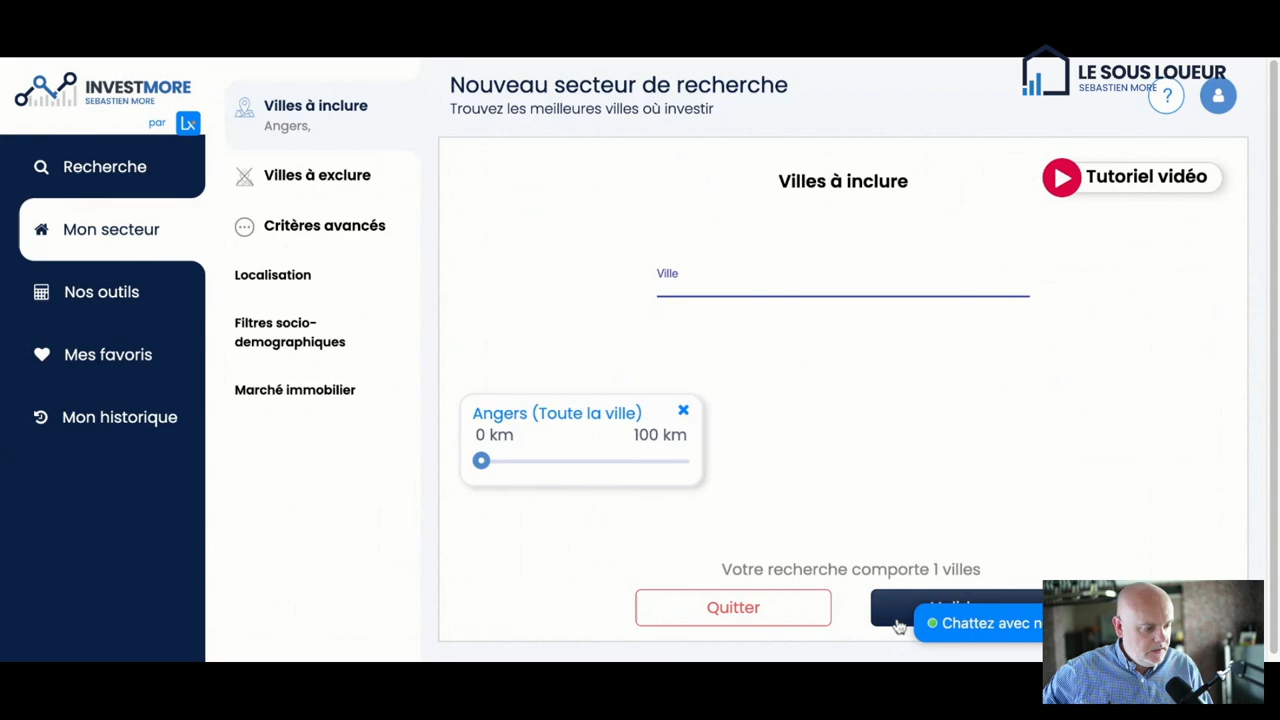 INVESTMORE
SEBASTIEN MORE
par Lx
Recherche
Mon secteur
Nos outils
Mes favoris
Mon historique
Villes à inclure
Angers,
Villes à exclure
Critères avancés
Localisation
Filtres socio-
demographiques
Marché immobilier
Nouveau secteur de recherche
Trouvez les meilleures villes où investir
LE SOUS LOUEUR
SEBASTIEN MORE
?
Villes à inclure
Tutoriel vidéo
Ville
Angers (Toute la ville)
0 km 100 km
Votre recherche comporte 1 villes
Quitter
Chattez avec n